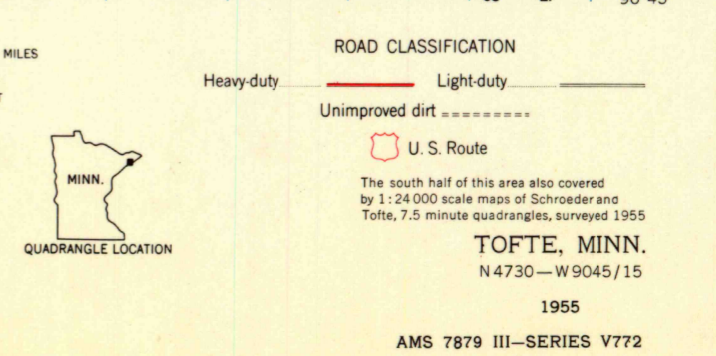 MILES
ROAD CLASSIFICATION
Heavy-duty Light-duty
Unimproved dirt
U. S. Route
MINN.
QUADRANGLE LOCATION
The south half of this area also covered
by 1:24 000 scale maps of Schroeder and
Tofte, 7.5 minute quadrangles, surveyed 1955
TOFTE, MINN.
N 4730—W 9045/15
1955
AMS 7879 III—SERIES V772